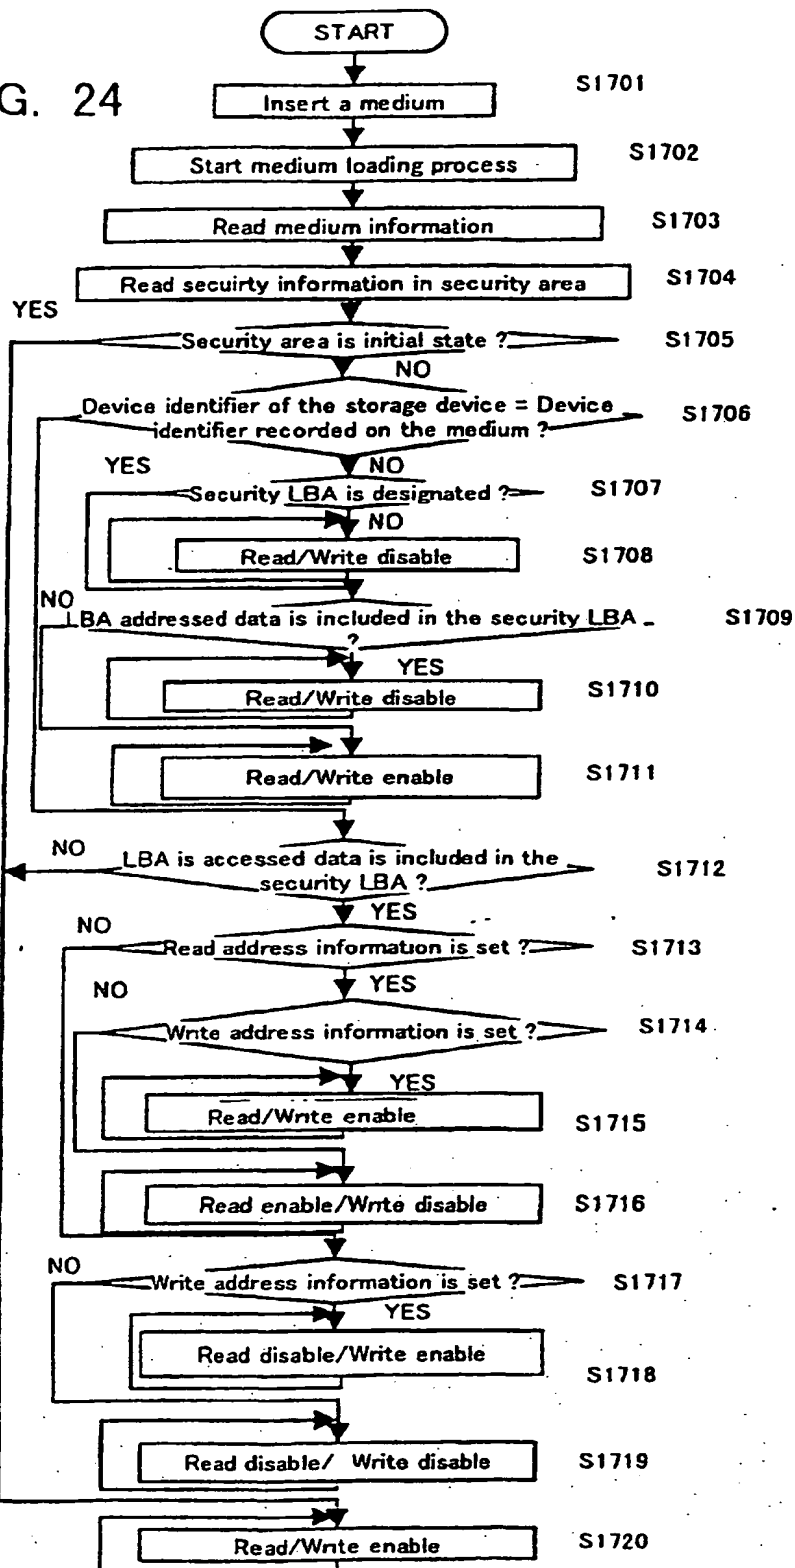 START
G. 24
Insert a medium
S1701
Start medium loading process
S1702
Read medium information
S1703
Read secuirty information in security area
S1704
YES
Security area is initial state ?
S1705
NO
Device identifier of the storage device = Device
identifier recorded on the medium ?
S1706
YES
NO
Security LBA is designated ?
S1707
NO
Read/Write disable
S1708
NO
LBA addressed data is included in the security LBA
?
S1709
YES
Read/Write disable
S1710
Read/Write enable
S1711
NO
LBA is accessed data is included in the
security LBA ?
S1712
YES
NO
Read address information is set ?
S1713
YES
NO
Write address information is set ?
S1714
YES
Read/Write enable
S1715
Read enable/Write disable
S1716
NO
Write address information is set ?
S1717
YES
Read disable/Write enable
S1718
Read disable/ Write disable
S1719
Read/Write enable
S1720